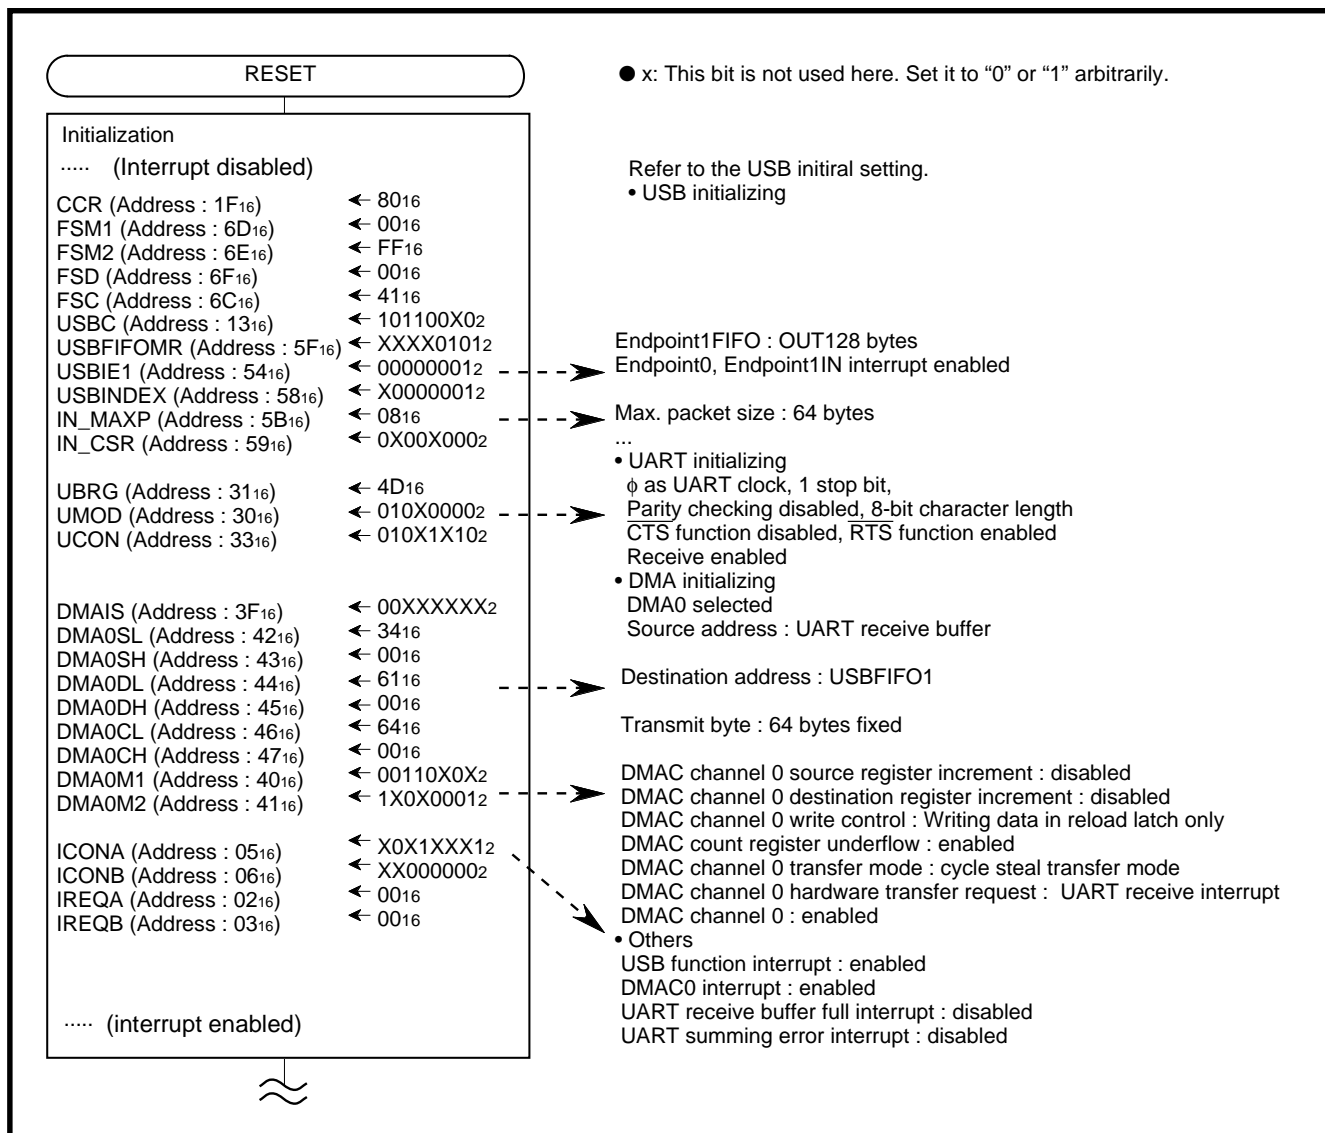 RESET
● x: This bit is not used here. Set it to “0” or “1” arbitrarily.
Initialization
..... (Interrupt disabled)
CCR (Address : 1F16) ← 8016
FSM1 (Address : 6D16) ← 0016
FSM2 (Address : 6E16) ← FF16
FSD (Address : 6F16) ← 0016
FSC (Address : 6C16) ← 4116
USBC (Address : 1316) ← 101100X02
USBFIFOMR (Address : 5F16) ← XXXX01012
USBIE1 (Address : 5416) ← 000000012
USBINDEX (Address : 5816) ← X00000012
IN_MAXP (Address : 5B16) ← 0816
IN_CSR (Address : 5916) ← 0X00X0002
UBRG (Address : 3116) ← 4D16
UMOD (Address : 3016) ← 010X00002
UCON (Address : 3316) ← 010X1X102
DMAIS (Address : 3F16) ← 00XXXXXX2
DMA0SL (Address : 4216) ← 3416
DMA0SH (Address : 4316) ← 0016
DMA0DL (Address : 4416) ← 6116
DMA0DH (Address : 4516) ← 0016
DMA0CL (Address : 4616) ← 6416
DMA0CH (Address : 4716) ← 0016
DMA0M1 (Address : 4016) ← 00110X0X2
DMA0M2 (Address : 4116) ← 1X0X00012
ICONA (Address : 0516) ← X0X1XXX12
ICONB (Address : 0616) ← XX0000002
IREQA (Address : 0216) ← 0016
IREQB (Address : 0316) ← 0016
..... (interrupt enabled)
Refer to the USB initiral setting.
• USB initializing
Endpoint1FIFO : OUT128 bytes
Endpoint0, Endpoint1IN interrupt enabled
Max. packet size : 64 bytes
...
• UART initializing
ϕ as UART clock, 1 stop bit,
Parity checking disabled, 8-bit character length
CTS function disabled, RTS function enabled
Receive enabled
• DMA initializing
DMA0 selected
Source address : UART receive buffer
Destination address : USBFIFO1
Transmit byte : 64 bytes fixed
DMAC channel 0 source register increment : disabled
DMAC channel 0 destination register increment : disabled
DMAC channel 0 write control : Writing data in reload latch only
DMAC count register underflow : enabled
DMAC channel 0 transfer mode : cycle steal transfer mode
DMAC channel 0 hardware transfer request : UART receive interrupt
DMAC channel 0 : enabled
• Others
USB function interrupt : enabled
DMAC0 interrupt : enabled
UART receive buffer full interrupt : disabled
UART summing error interrupt : disabled